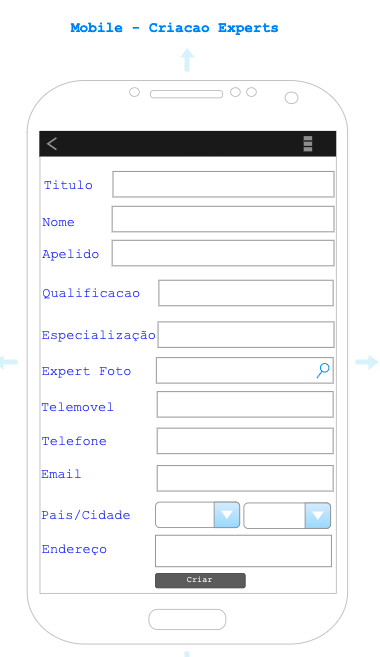 Mobile - Criacao Experts
Titulo
Nome
Apelido
Qualificacao
Especialização
Expert Foto
Telemovel
Telefone
Email
Pais/Cidade
Endereço
Criar